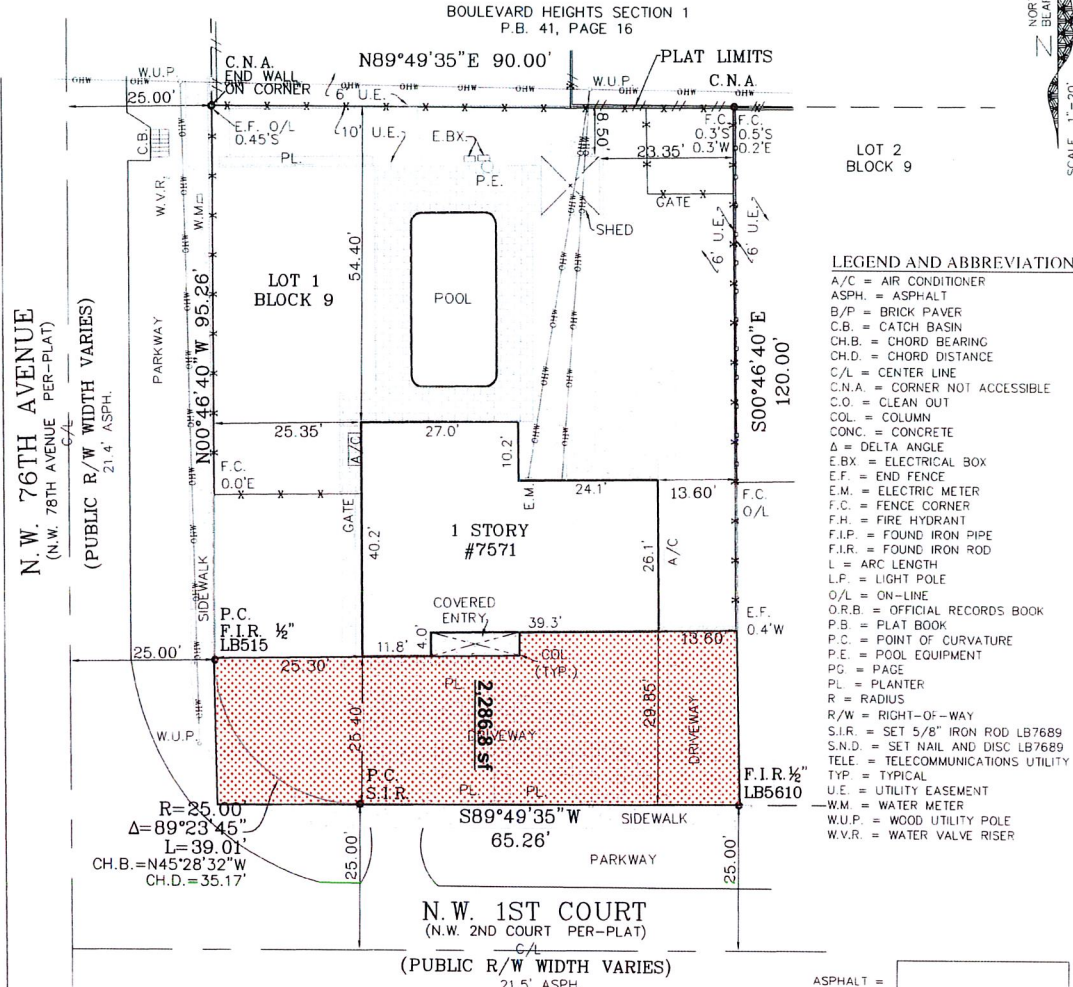 BOULEVARD HEIGHTS SECTION 1
P.B. 41, PAGE 16
N89°49'35"E 90.00'
PLAT LIMITS
C.N.A.
END WALL
ON CORNER
W.U.P.
OHW
25.00'
6' U.E.
W.U.P.
C.N.A.
C.B.
E.F. O/L
0.45'S
10' U.E.
E.BX.
P.E.
PL.
8.50'
23.35'
F.C.
0.3'S
0.3'W
F.C.
0.5'S
0.2'E
LOT 2
BLOCK 9
SCALE 1"=20'
GATE
SHED
6' U.E.
6' U.E.
W.V.R.
W.M.
54.40'
LOT 1
BLOCK 9
POOL
PARKWAY
N00°46'40"W 95.26'
S00°46'40"E
120.00'
N.W. 76TH AVENUE
(N.W. 78TH AVENUE PER-PLAT)
C/L
(PUBLIC R/W WIDTH VARIES)
21.4' ASPH.
25.35'
27.0'
A/C
10.2'
F.C.
0.0'E
GATE
E.M.
24.1'
13.60'
F.C.
O/L
1 STORY
#7571
40.2'
26.1'
A/C
SIDEWALK
COVERED
ENTRY
39.3'
E.F.
0.4'W
P.C.
F.I.R. ½"
LB515
25.00'
25.30'
11.8'
4.0'
COL.
(TYP.)
13.60
PL.
2,286.8 sf
25.40'
29.85'
DRIVEWAY
DRIVEWAY
W.U.P.
P.C.
S.I.R.
PL.
PL.
F.I.R.½"
LB5610
R=25.00'
Δ=89°23'45"
L=39.01'
CH.B.=N45°28'32"W
CH.D.=35.17'
S89°49'35"W
65.26'
SIDEWALK
PARKWAY
25.00'
25.00'
N.W. 1ST COURT
(N.W. 2ND COURT PER-PLAT)
C/L
(PUBLIC R/W WIDTH VARIES)
21.5' ASPH.
LEGEND AND ABBREVIATION
A/C = AIR CONDITIONER
ASPH. = ASPHALT
B/P = BRICK PAVER
C.B. = CATCH BASIN
CH.B. = CHORD BEARING
CH.D. = CHORD DISTANCE
C/L = CENTER LINE
C.N.A. = CORNER NOT ACCESSIBLE
C.O. = CLEAN OUT
COL. = COLUMN
CONC. = CONCRETE
Δ = DELTA ANGLE
E.BX. = ELECTRICAL BOX
E.F. = END FENCE
E.M. = ELECTRIC METER
F.C. = FENCE CORNER
F.H. = FIRE HYDRANT
F.I.P. = FOUND IRON PIPE
F.I.R. = FOUND IRON ROD
L = ARC LENGTH
L.P. = LIGHT POLE
O/L = ON-LINE
O.R.B. = OFFICIAL RECORDS BOOK
P.B. = PLAT BOOK
P.C. = POINT OF CURVATURE
P.E. = POOL EQUIPMENT
PG. = PAGE
PL. = PLANTER
R = RADIUS
R/W = RIGHT-OF-WAY
S.I.R. = SET 5/8" IRON ROD LB7689
S.N.D. = SET NAIL AND DISC LB7689
TELE. = TELECOMMUNICATIONS UTILITY
TYP. = TYPICAL
U.E. = UTILITY EASEMENT
W.M. = WATER METER
W.U.P. = WOOD UTILITY POLE
W.V.R. = WATER VALVE RISER
ASPHALT =